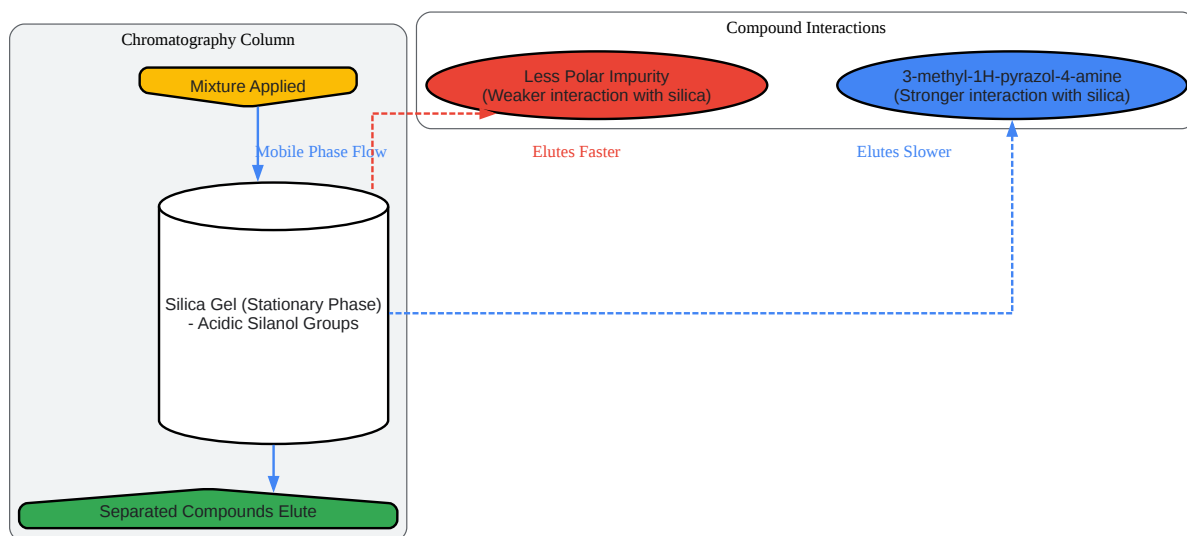 Chromatography Column
Mixture Applied
Mobile Phase Flow
Silica Gel (Stationary Phase)
- Acidic Silanol Groups
Separated Compounds Elute
Compound Interactions
Less Polar Impurity
(Weaker interaction with silica)
3-methyl-1H-pyrazol-4-amine
(Stronger interaction with silica)
Elutes Faster
Elutes Slower